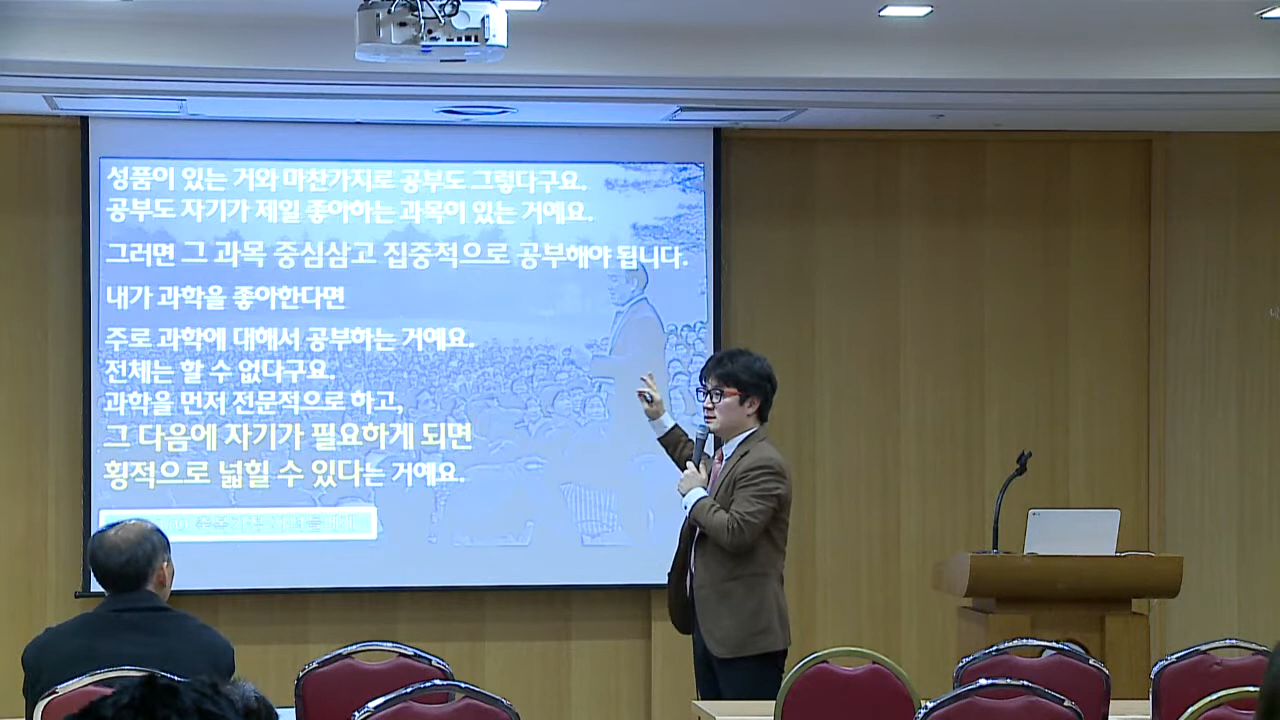 성품이 있는 거와 마찬가지로 공부도 그렇다구요.
공부도 자기가 제일 좋아하는 과목이 있는 거예요.
그러면 그 과목 중심삼고 집중적으로 공부해야 됩니다.
내가 과학을 좋아한다면
주로 과학에 대해서 공부하는 거예요.
전체는 할 수 없다구요.
과학을 먼저 전문적으로 하고,
그 다음에 자기가 필요하게 되면
횡적으로 넓힐 수 있다는 거예요.